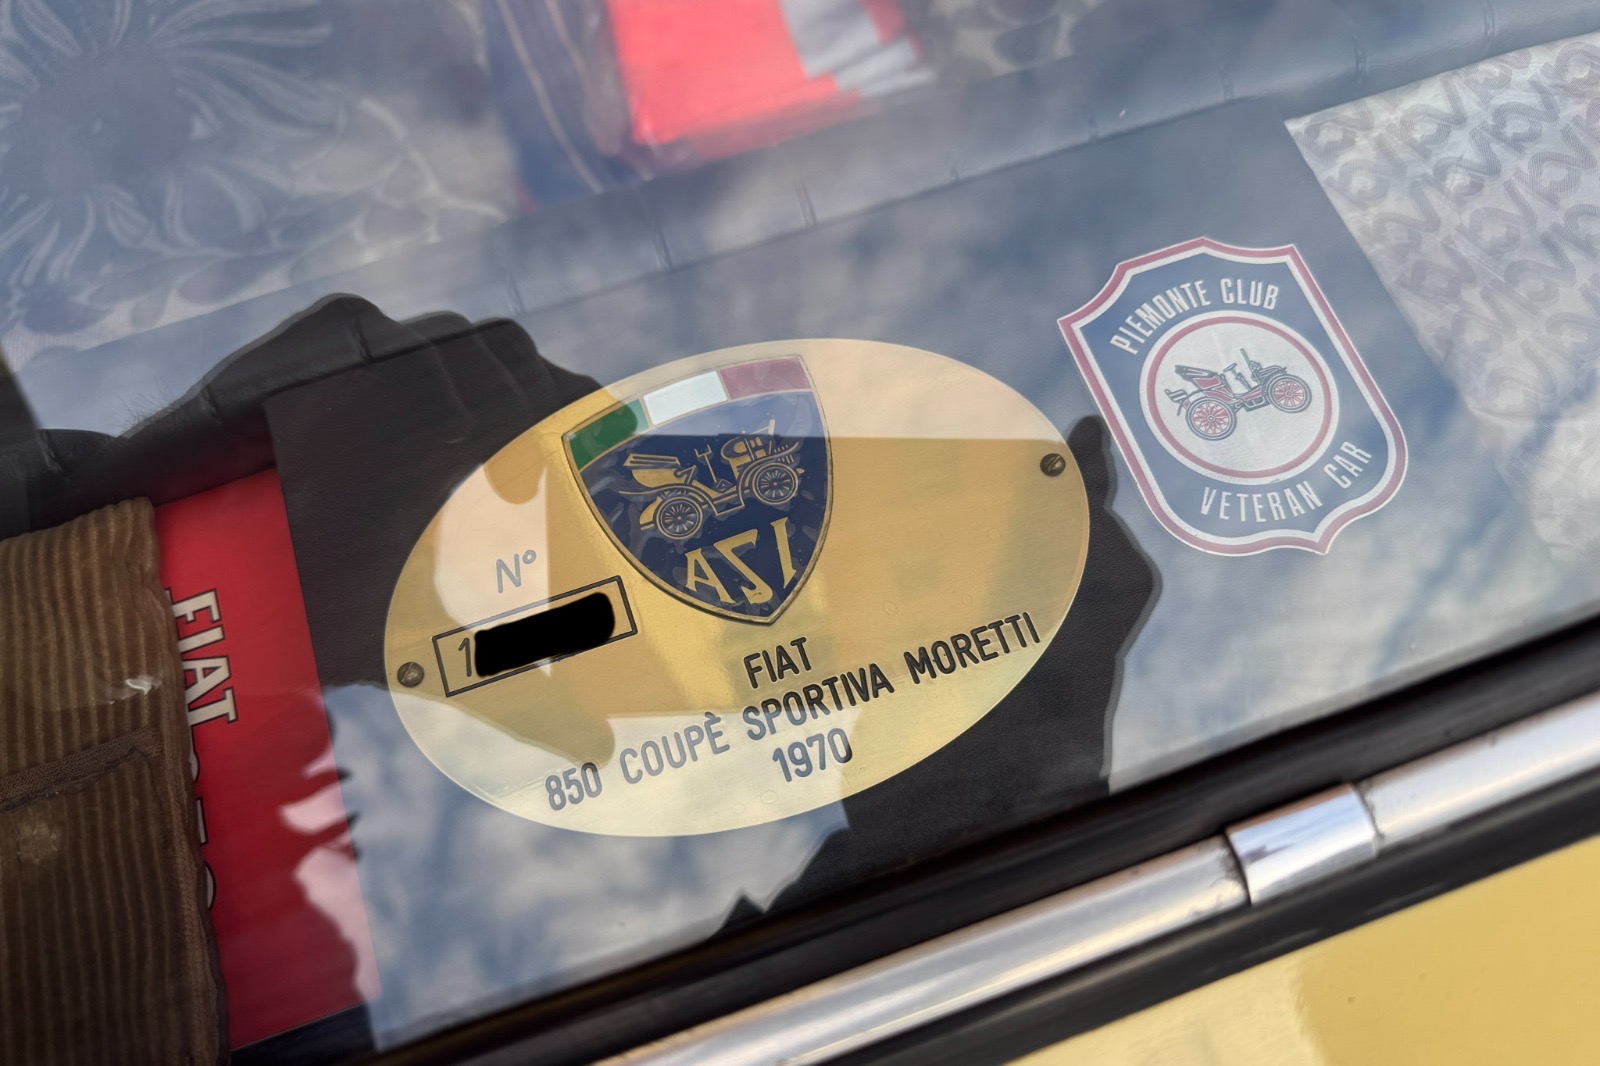 PIEMONTE CLUB
VETERAN CAR
ASI
N°
1
FIAT
850 COUPÈ SPORTIVA MORETTI
1970
FIAT